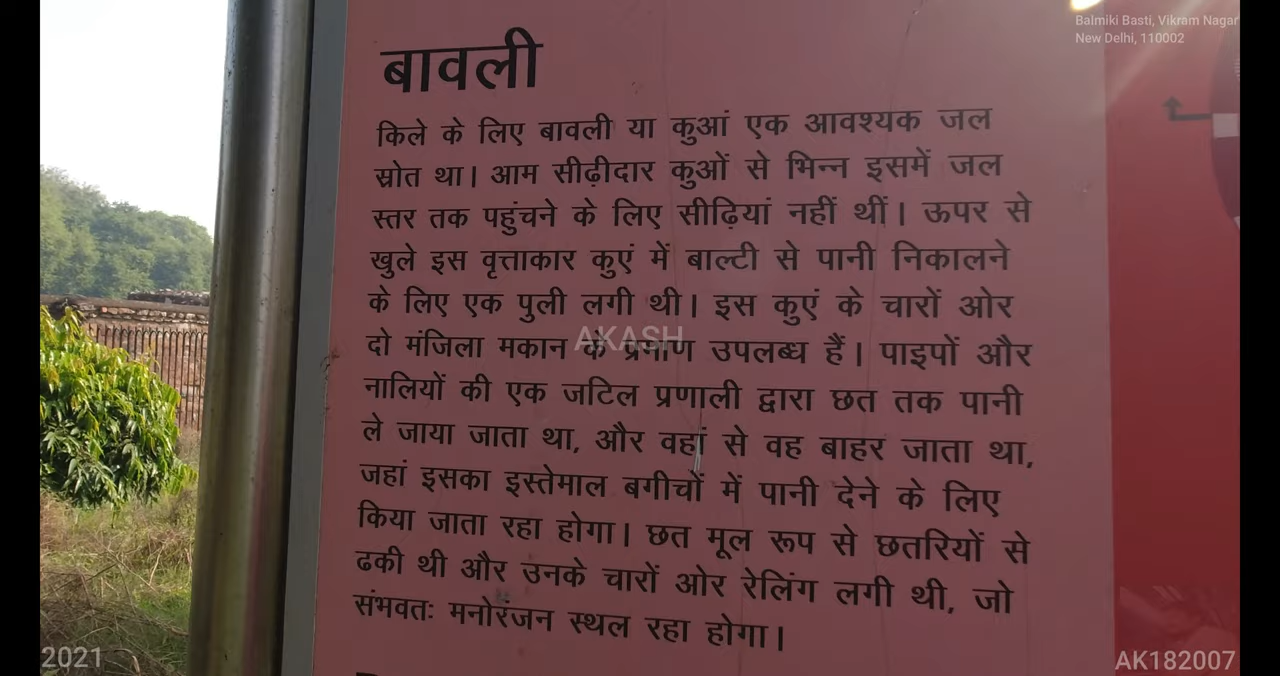 Balmiki Basti, Vikram Nagar
New Delhi, 110002
बावली
किले के लिए बावली या कुआं एक आवश्यक जल
स्रोत था। आम सीढ़ीदार कुओं से भिन्न इसमें जल
स्तर तक पहुंचने के लिए सीढ़ियां नहीं थीं। ऊपर से
खुले इस वृत्ताकार कुएं में बाल्टी से पानी निकालने
के लिए एक पुली लगी थी। इस कुएं के चारों ओर
दो मंजिला मकान के प्रमाण उपलब्ध हैं। पाइपों और
AKASH
नालियों की एक जटिल प्रणाली द्वारा छत तक पानी
ले जाया जाता था, और वहां से वह बाहर जाता था,
जहां इसका इस्तेमाल बगीचों में पानी देने के लिए
किया जाता रहा होगा। छत मूल रूप से छतरियों से
ढकी थी और उनके चारों ओर रेलिंग लगी थी, जो
संभवतः मनोरंजन स्थल रहा होगा।
2021
AK182007